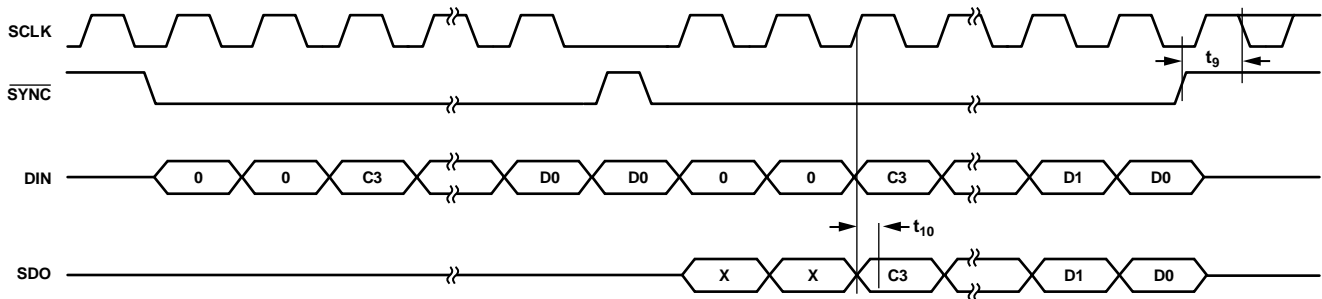 SCLK
t9
SYNC
DIN 0 0 C3 D0 D0 0 0 C3 D1 D0
t10
SDO X X C3 D1 D0